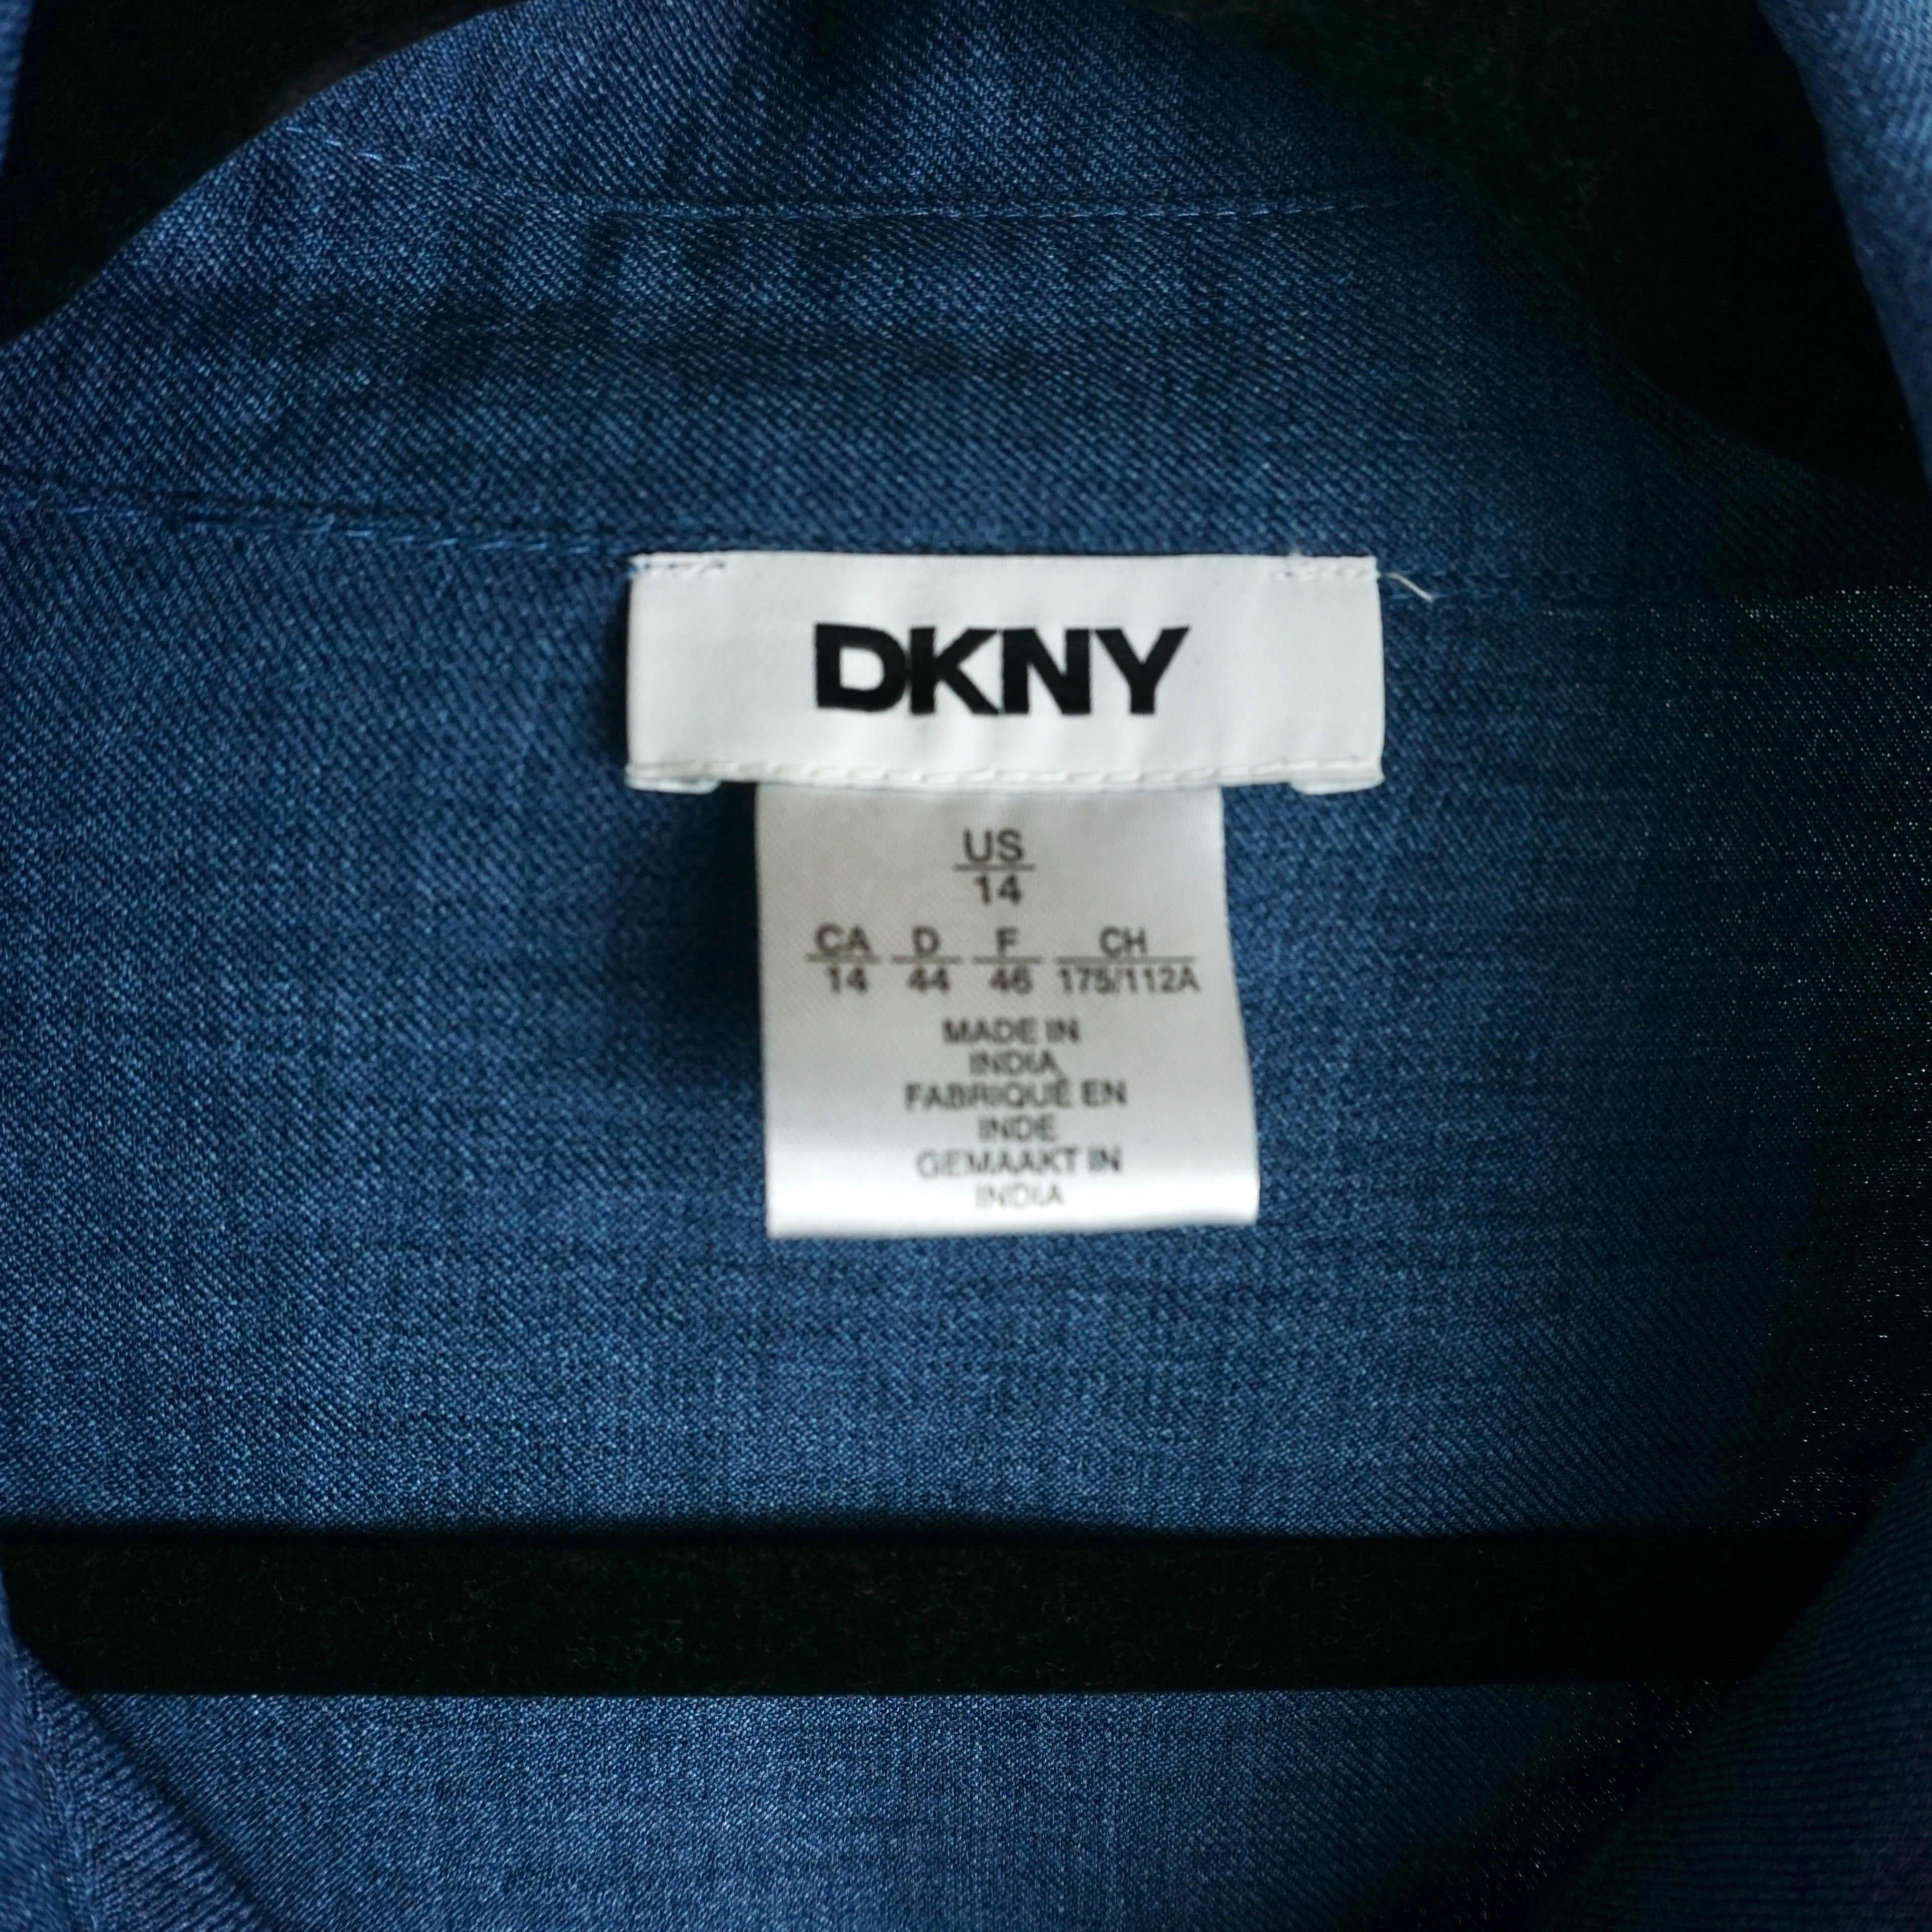 DKNY
US
14
CA D F CH
14 44 46 175/112A
MADE IN
INDIA
FABRIQUÉ EN
INDE
GEMAAKT IN
INDIA